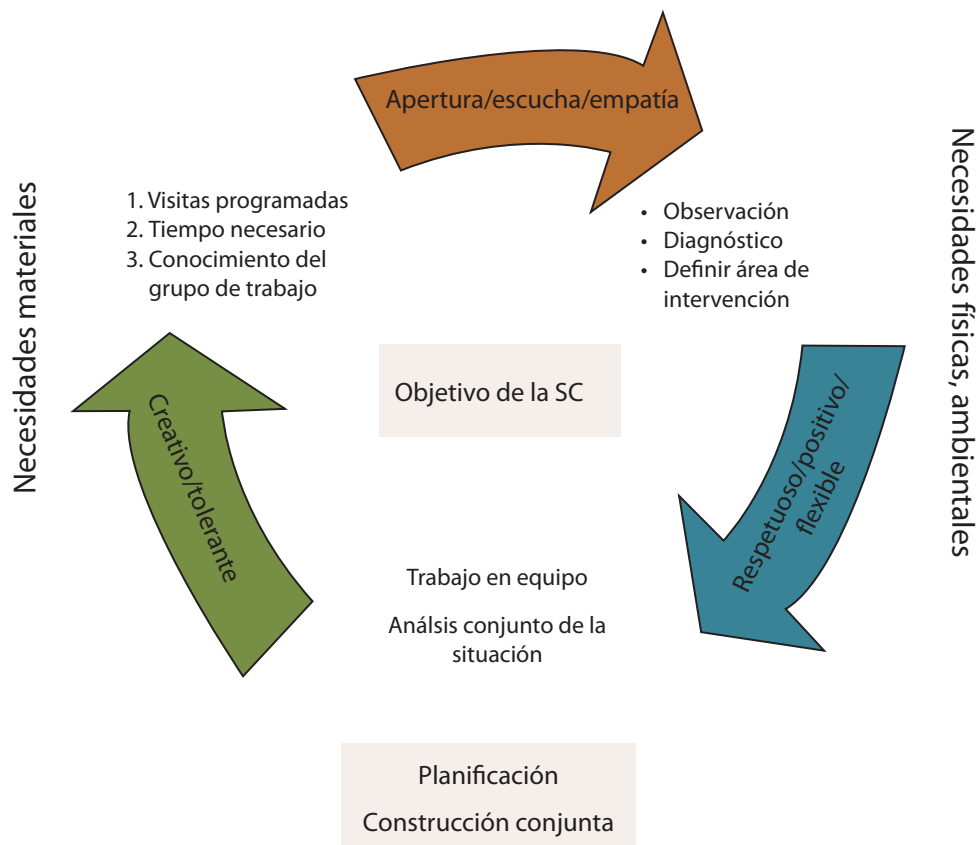 Apertura/escucha/empatía
Necesidades materiales
1. Visitas programadas
2. Tiempo necesario
3. Conocimiento del
grupo de trabajo
• Observación
• Diagnóstico
• Definir área de
intervención
Necesidades físicas, ambientales
Objetivo de la SC
Creativo/tolerante
Respetuoso/positivo/
flexible
Trabajo en equipo
Análsis conjunto de la
situación
Planificación
Construcción conjunta